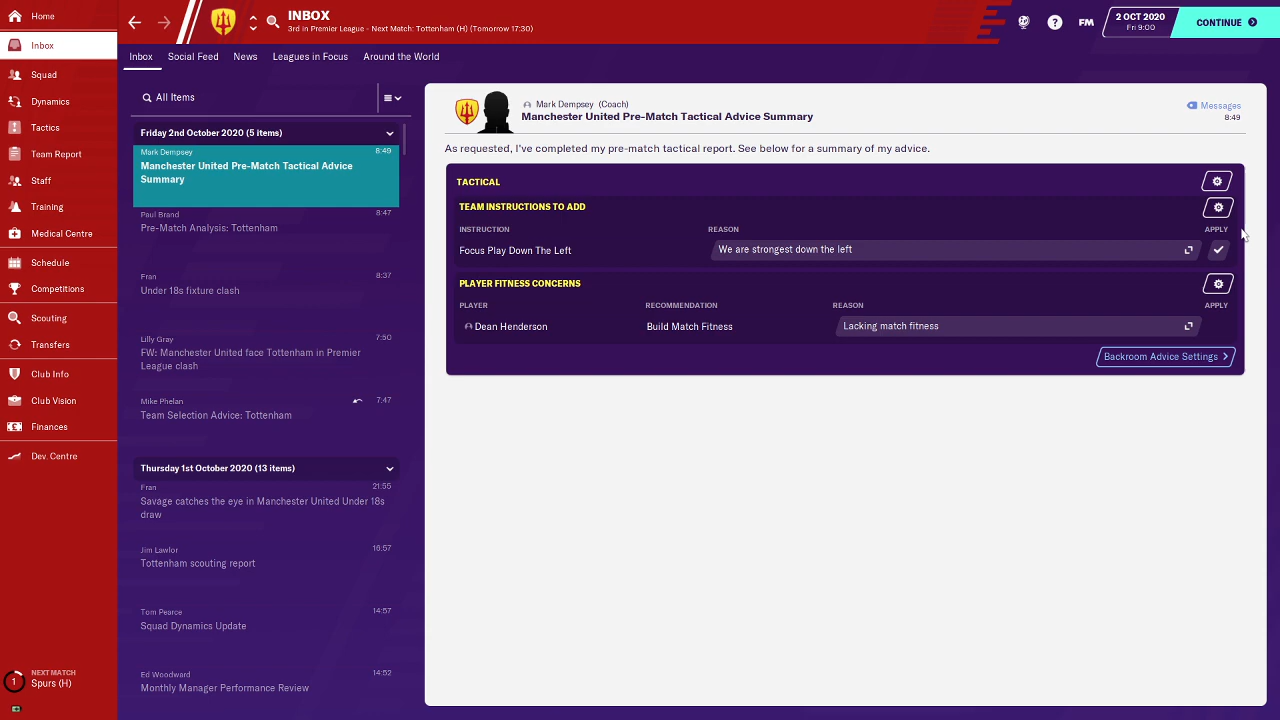 Home
Inbox
Squad
Dynamics
Tactics
Team Report
Staff
Training
Medical Centre
Schedule
Competitions
Scouting
Transfers
Club Info
Club Vision
Finances
Dev. Centre
1
NEXT MATCH
Spurs (H)
INBOX
3rd in Premier League - Next Match: Tottenham (H) (Tomorrow 17:30)
?
FM
2 OCT 2020
Fri 9:00
CONTINUE
Inbox
Social Feed
News
Leagues in Focus
Around the World
All Items
Friday 2nd October 2020 (5 items)
Mark Dempsey 8:49
Manchester United Pre-Match Tactical Advice
Summary
Paul Brand 8:47
Pre-Match Analysis: Tottenham
Fran 8:37
Under 18s fixture clash
Lilly Gray 7:50
FW: Manchester United face Tottenham in Premier
League clash
Mike Phelan 7:47
Team Selection Advice: Tottenham
Thursday 1st October 2020 (13 items)
Fran 21:55
Savage catches the eye in Manchester United Under 18s
draw
Jim Lawlor 16:57
Tottenham scouting report
Tom Pearce 14:57
Squad Dynamics Update
Ed Woodward 14:52
Monthly Manager Performance Review
Mark Dempsey (Coach)
Manchester United Pre-Match Tactical Advice Summary
Messages
8:49
As requested, I've completed my pre-match tactical report. See below for a summary of my advice.
TACTICAL
TEAM INSTRUCTIONS TO ADD
INSTRUCTION REASON APPLY
Focus Play Down The Left We are strongest down the left
PLAYER FITNESS CONCERNS
PLAYER RECOMMENDATION REASON APPLY
Dean Henderson Build Match Fitness Lacking match fitness
Backroom Advice Settings